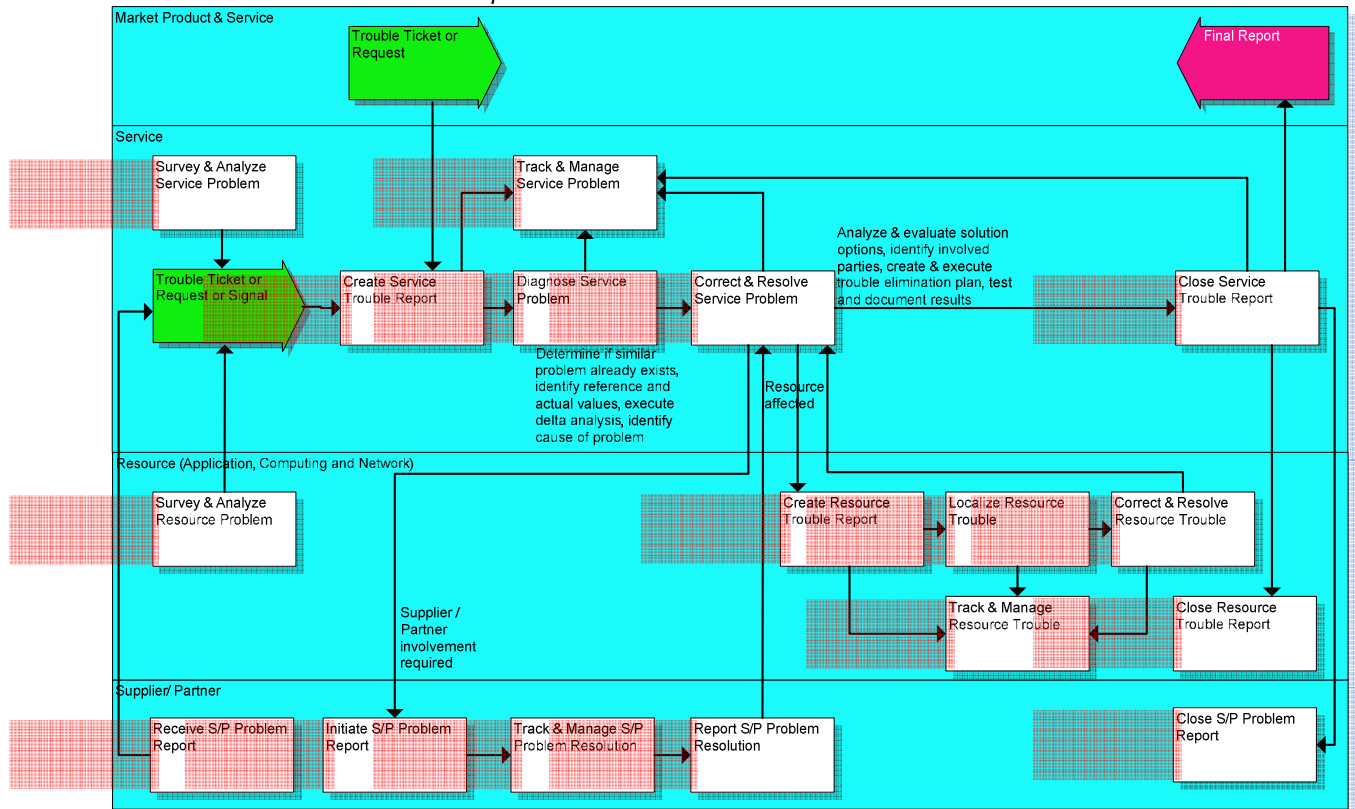 Market Product & Service
Trouble Ticket or
Request
Final Report
Service
Survey & Analyze
Service Problem
Track & Manage
Service Problem
Analyze & evaluate solution
options, identify involved
parties, create & execute
trouble elimination plan, test
and document results
Trouble Ticket or
Request or Signal
Create Service
Trouble Report
Diagnose Service
Problem
Correct & Resolve
Service Problem
Close Service
Trouble Report
Determine if similar
problem already exists,
identify reference and
actual values, execute
delta analysis, identify
cause of problem
Resource
affected
Resource (Application, Computing and Network)
Survey & Analyze
Resource Problem
Create Resource
Trouble Report
Localize Resource
Trouble
Correct & Resolve
Resource Trouble
Supplier /
Partner
involvement
required
Track & Manage
Resource Trouble
Close Resource
Trouble Report
Supplier/ Partner
Receive S/P Problem
Report
Initiate S/P Problem
Report
Track & Manage S/P
Problem Resolution
Report S/P Problem
Resolution
Close S/P Problem
Report